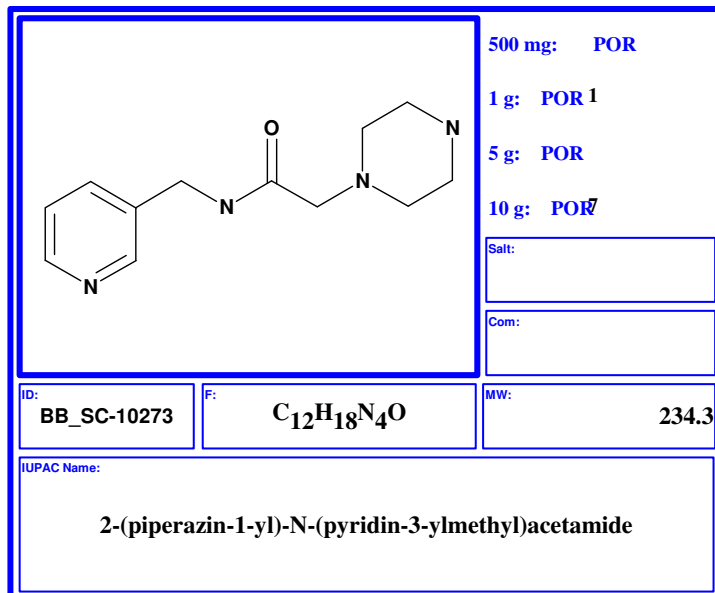 500 mg: POR
1 g: POR 1
5 g: POR
10 g: POR 7
O
N
N
N
N
Salt:
Com:
ID:
BB_SC-10273
F:
C12H18N4O
MW:
234.3
IUPAC Name:
2-(piperazin-1-yl)-N-(pyridin-3-ylmethyl)acetamide